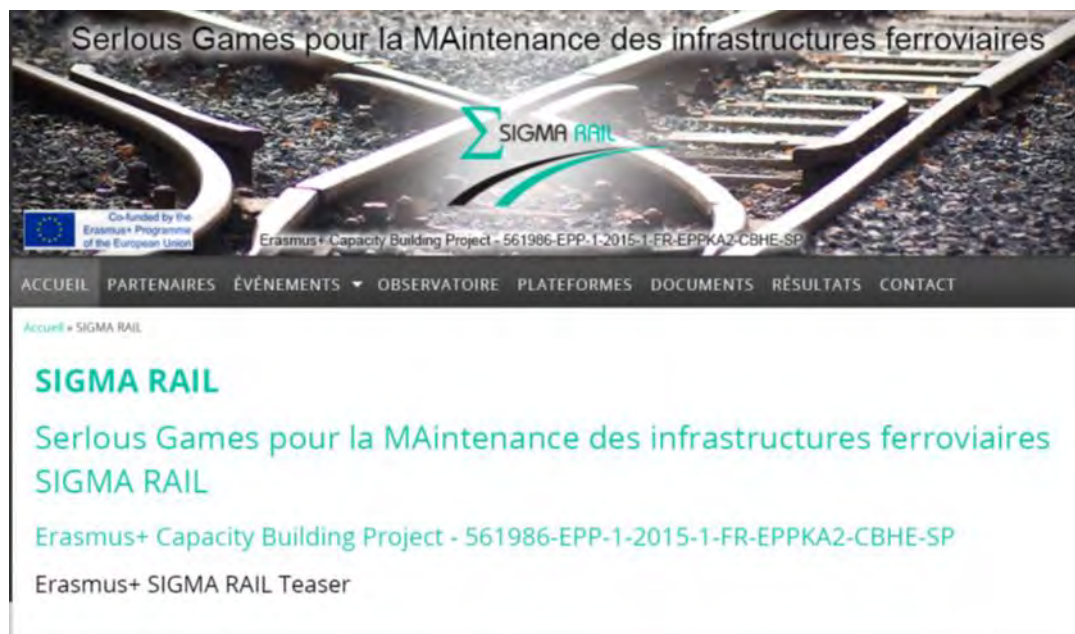 SerIous Games pour la MAintenance des infrastructures ferroviaires
Σ SIGMA RAIL
Co-funded by the
Erasmus+ Programme
of the European Union
Erasmus+ Capacity Building Project - 561986-EPP-1-2015-1-FR-EPPKA2-CBHE-SP
ACCUEIL PARTENAIRES ÉVÉNEMENTS OBSERVATOIRE PLATEFORMES DOCUMENTS RÉSULTATS CONTACT
Accueil » SIGMA RAIL
SIGMA RAIL
SerIous Games pour la MAintenance des infrastructures ferroviaires
SIGMA RAIL
Erasmus+ Capacity Building Project - 561986-EPP-1-2015-1-FR-EPPKA2-CBHE-SP
Erasmus+ SIGMA RAIL Teaser